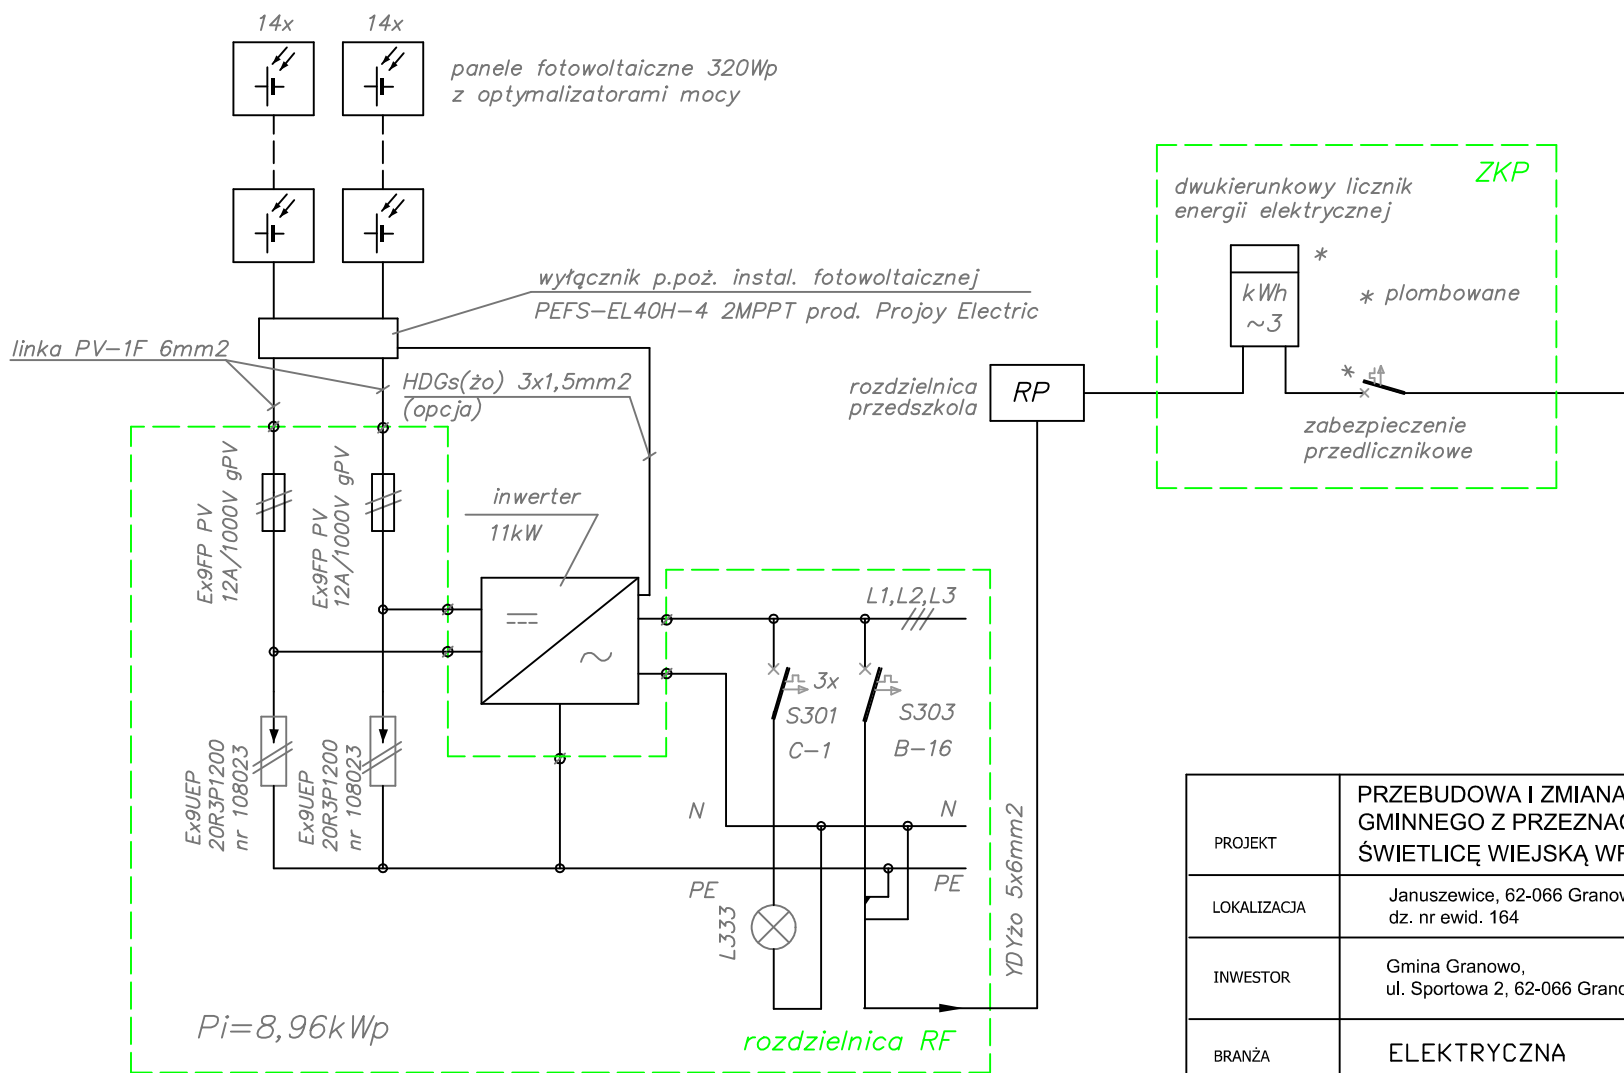 14x
14x
panele fotowoltaiczne 320Wp
z optymalizatorami mocy
wyłącznik p.poż. instal. fotowoltaicznej
PEFS-EL40H-4 2MPPT prod. Projoy Electric
linka PV-1F 6mm2
HDGs(żo) 3x1,5mm2
(opcja)
ZKP
dwukierunkowy licznik
energii elektrycznej
*
kWh
~3
* plombowane
*
zabezpieczenie
przedlicznikowe
rozdzielnica
przedszkola
RP
Ex9FP PV
12A/1000V gPV
Ex9FP PV
12A/1000V gPV
inwerter
11kW
L1,L2,L3
3x
S301
C-1
S303
B-16
Ex9UEP
20R3P1200
nr 108023
Ex9UEP
20R3P1200
nr 108023
N
N
PE
PE
L333
YDYżo 5x6mm2
Pi=8,96kWp
rozdzielnica RF
PROJEKT
PRZEBUDOWA I ZMIANA
GMINNEGO Z PRZEZNA
ŚWIETLICĘ WIEJSKĄ
LOKALIZACJA
Januszewice, 62-066
dz. nr ewid. 164
INWESTOR
Gmina Granowo,
ul. Sportowa 2, 62-066
BRANŻA
ELEKTRYCZNA